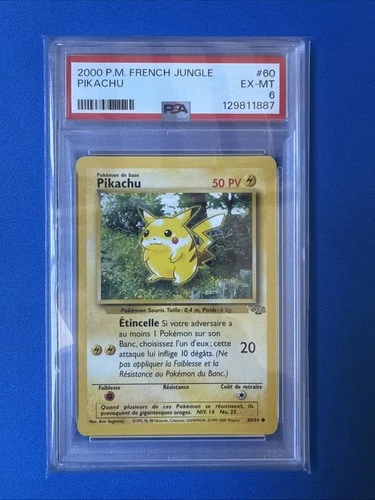 2000 P.M. FRENCH JUNGLE #60
PIKACHU EX-MT
6
129811887
PSA
Pokémon de base
Pikachu 50 PV
Pokémon Souris. Taille: 0,4 m, Poids: 6 kg
Étincelle Si votre adversaire a
au moins 1 Pokémon sur son
Banc, choisissez l'un d'eux; cette
attaque lui inflige 10 dégâts. (Ne
pas appliquer la Faiblesse et la
Résistance au Pokémon du Banc.)
20
Faiblesse Résistance Coût de retraite
Quand plusieurs de ces Pokémon se réunissent, ils
provoquent de gigantesques orages. NIV. 14 No. 25
Illus. Ken Sugimori
60/64